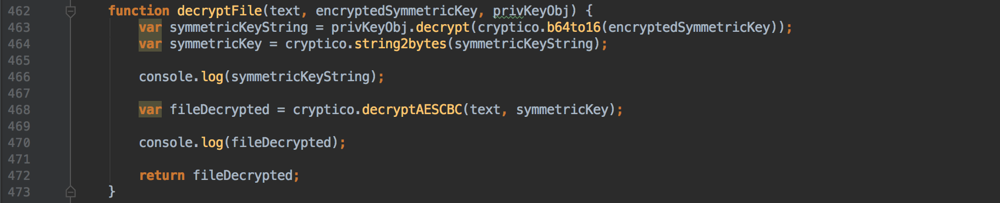 462 function decryptFile(text, encryptedSymmetricKey, privKeyObj) {
463 var symmetricKeyString = privKeyObj.decrypt(cryptico.b64to16(encryptedSymmetricKey));
464 var symmetricKey = cryptico.string2bytes(symmetricKeyString);
465
466 console.log(symmetricKeyString);
467
468 var fileDecrypted = cryptico.decryptAESCBC(text, symmetricKey);
469
470 console.log(fileDecrypted);
471
472 return fileDecrypted;
473 }